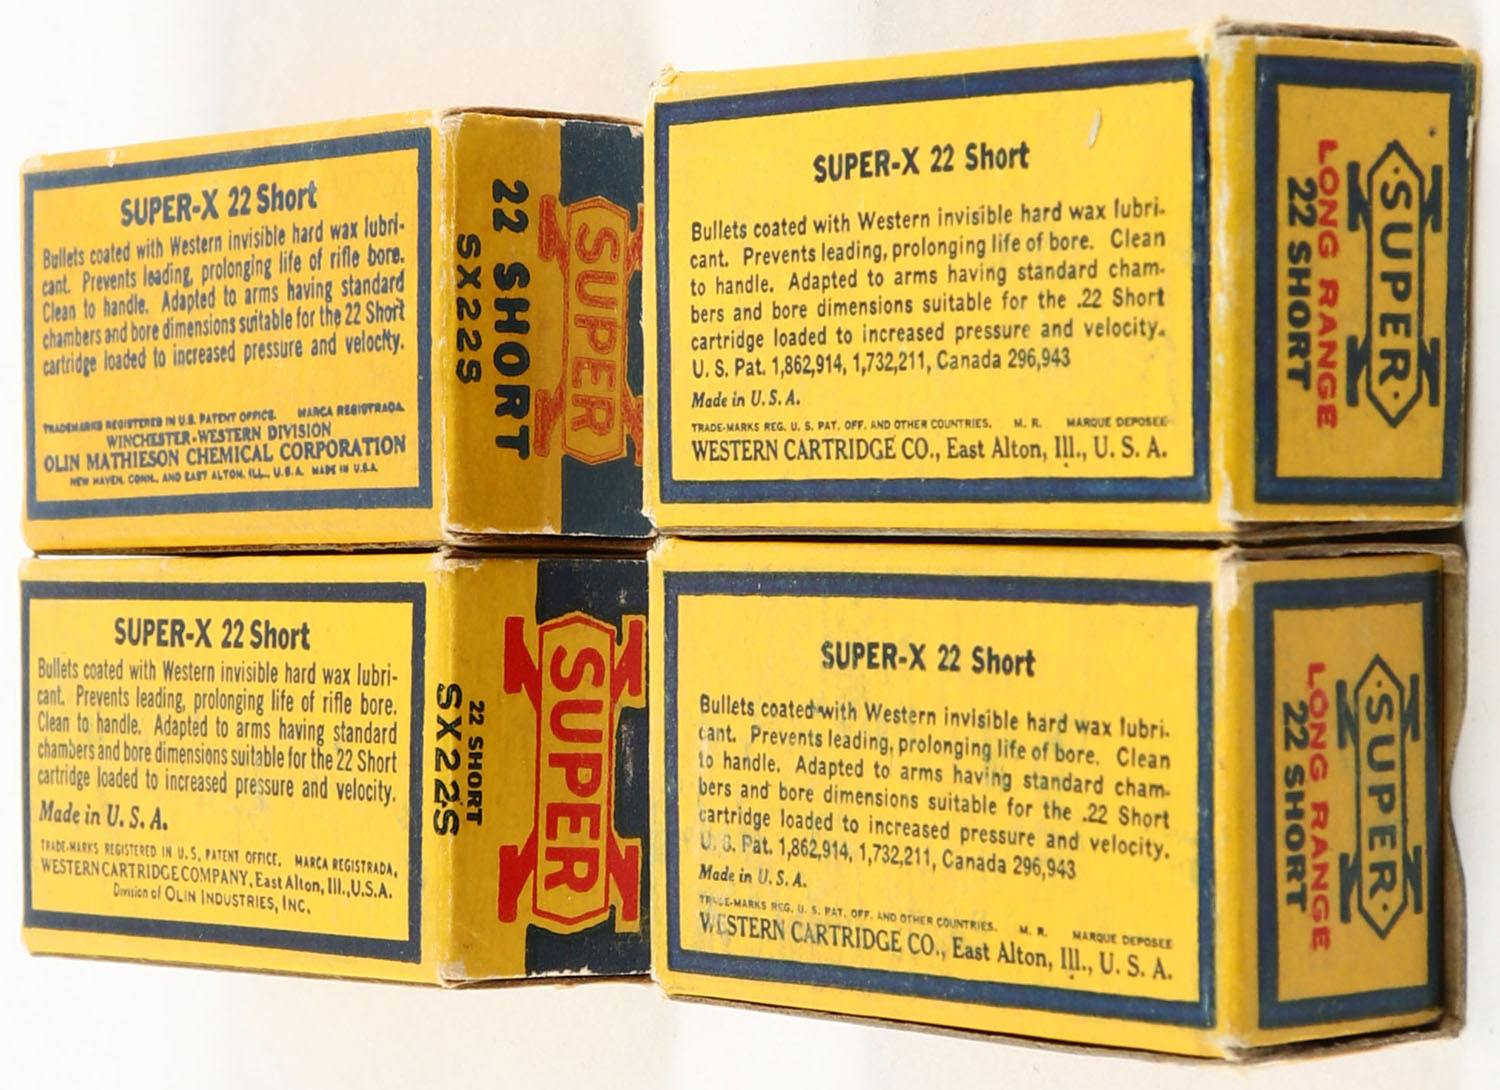 SUPER-X 22 Short
Bullets coated with Western invisible hard wax lubri-
cant. Prevents leading, prolonging life of rifle bore.
Clean to handle. Adapted to arms having standard
chambers and bore dimensions suitable for the 22 Short
cartridge loaded to increased pressure and velocity.
TRADEMARKS REGISTERED IN U.S. PATENT OFFICE. MARCA REGISTRADA
WINCHESTER-WESTERN DIVISION
OLIN MATHIESON CHEMICAL CORPORATION
NEW HAVEN, CONN., AND EAST ALTON, ILL., U.S.A. MADE IN U.S.A.
SUPER
22 SHORT
SX22S
SUPER-X 22 Short
Bullets coated with Western invisible hard wax lubri-
cant. Prevents leading, prolonging life of bore. Clean
to handle. Adapted to arms having standard cham-
bers and bore dimensions suitable for the .22 Short
cartridge loaded to increased pressure and velocity.
U. S. Pat. 1,862,914, 1,732,211, Canada 296,943
Made in U. S. A.
TRADE-MARKS REG. U. S. PAT. OFF. AND OTHER COUNTRIES. M. R. MARQUE DEPOSEE
WESTERN CARTRIDGE CO., East Alton, Ill., U. S. A.
·SUPER·
LONG RANGE
22 SHORT
SUPER-X 22 Short
Bullets coated with Western invisible hard wax lubri-
cant. Prevents leading, prolonging life of rifle bore.
Clean to handle. Adapted to arms having standard
chambers and bore dimensions suitable for the 22 Short
cartridge loaded to increased pressure and velocity.
Made in U. S. A.
TRADE-MARKS REGISTERED IN U. S. PATENT OFFICE. MARCA REGISTRADA,
WESTERN CARTRIDGE COMPANY, East Alton, Ill., U.S.A.
Division of OLIN INDUSTRIES, INC.
SUPER
22 SHORT
SX22S
SUPER-X 22 Short
Bullets coated with Western invisible hard wax lubri-
cant. Prevents leading, prolonging life of bore. Clean
to handle. Adapted to arms having standard cham-
bers and bore dimensions suitable for the .22 Short
cartridge loaded to increased pressure and velocity.
U. S. Pat. 1,862,914, 1,732,211, Canada 296,943
Made in U. S. A.
TRADE-MARKS REG. U. S. PAT. OFF. AND OTHER COUNTRIES. M. R. MARQUE DEPOSEE
WESTERN CARTRIDGE CO., East Alton, Ill., U. S. A.
·SUPER·
LONG RANGE
22 SHORT